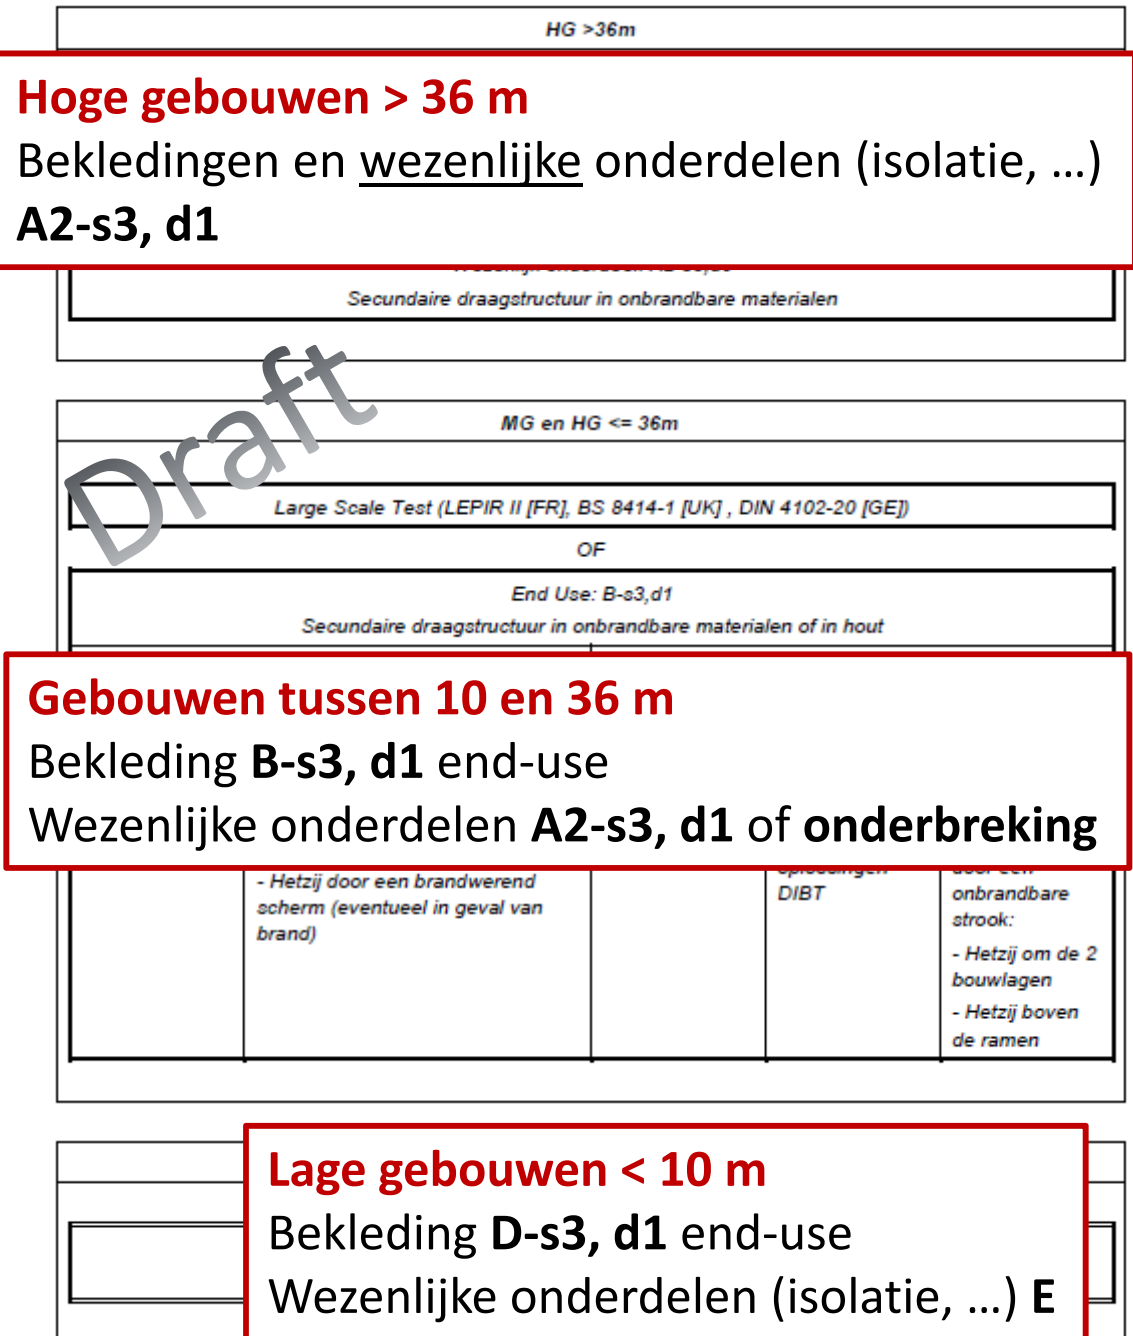 HG >36m
Hoge gebouwen > 36 m
Bekledingen en wezenlijke onderdelen (isolatie, ...)
A2-s3, d1
Secundaire draagstructuur in onbrandbare materialen
Draft
MG en HG <= 36m
Large Scale Test (LEPIR II [FR], BS 8414-1 [UK] , DIN 4102-20 [GE])
OF
End Use: B-s3,d1
Secundaire draagstructuur in onbrandbare materialen of in hout
Gebouwen tussen 10 en 36 m
Bekleding B-s3, d1 end-use
Wezenlijke onderdelen A2-s3, d1 of onderbreking
- Hetzij door een brandwerend
scherm (eventueel in geval van
brand)
DIBT
onbrandbare
strook:
- Hetzij om de 2
bouwlagen
- Hetzij boven
de ramen
Lage gebouwen < 10 m
Bekleding D-s3, d1 end-use
Wezenlijke onderdelen (isolatie, ...) E